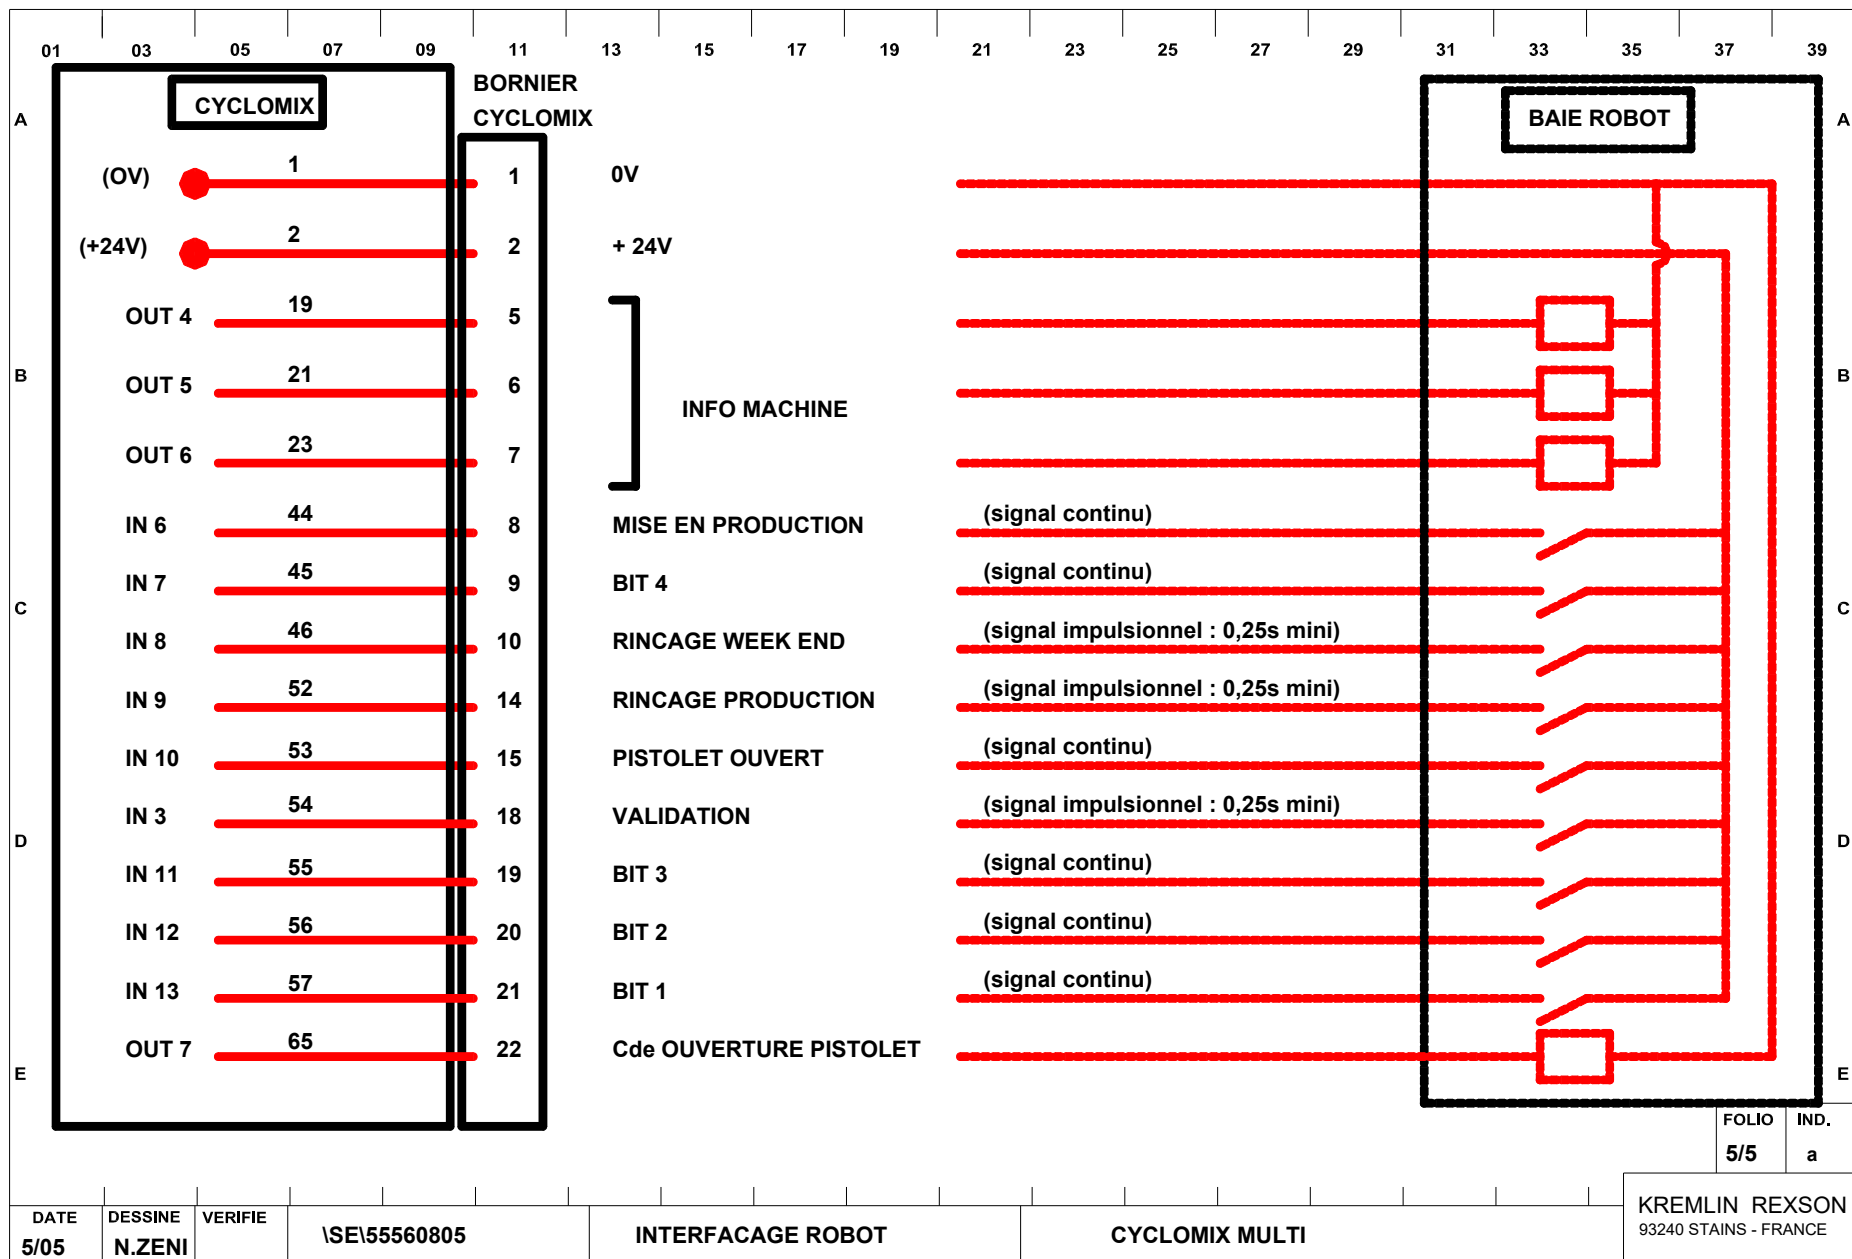 01 03 05 07 09 11 13 15 17 19 21 23 25 27 29 31 33 35 37 39
BORNIER
CYCLOMIX
CYCLOMIX
BAIE ROBOT
A A
(OV) 1 1 0V
(+24V) 2 2 + 24V
OUT 4 19 5
B B
OUT 5 21 6
INFO MACHINE
OUT 6 23 7
IN 6 44 8 MISE EN PRODUCTION (signal continu)
IN 7 45 9 BIT 4 (signal continu)
C C
IN 8 46 10 RINCAGE WEEK END (signal impulsionnel : 0,25s mini)
IN 9 52 14 RINCAGE PRODUCTION (signal impulsionnel : 0,25s mini)
IN 10 53 15 PISTOLET OUVERT (signal continu)
IN 3 54 18 VALIDATION (signal impulsionnel : 0,25s mini)
D D
IN 11 55 19 BIT 3 (signal continu)
IN 12 56 20 BIT 2 (signal continu)
IN 13 57 21 BIT 1 (signal continu)
OUT 7 65 22 Cde OUVERTURE PISTOLET
E E
FOLIO IND.
5/5 a
DATE DESSINE VERIFIE
5/05 N.ZENI \SE\55560805 INTERFACAGE ROBOT CYCLOMIX MULTI
KREMLIN REXSON
93240 STAINS - FRANCE